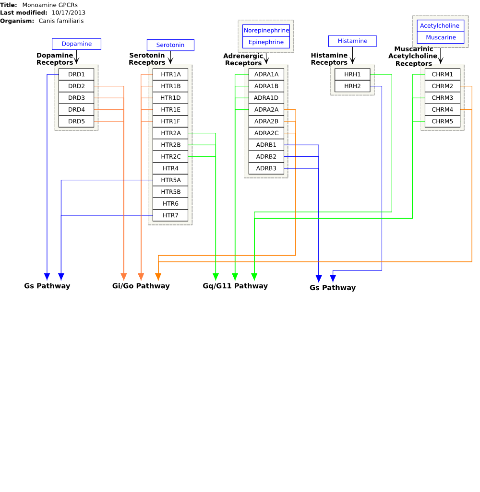 Title: Monoamine GPCRs
Last modified: 10/17/2013
Organism: Canis familiaris
Dopamine
Serotonin
Norepinephrine
Epinephrine
Histamine
Acetylcholine
Muscarine
Dopamine
Receptors
Serotonin
Receptors
Adrenergic
Receptors
Histamine
Receptors
Muscarinic
Acetylcholine
Receptors
DRD1
DRD2
DRD3
DRD4
DRD5
HTR1A
HTR1B
HTR1D
HTR1E
HTR1F
HTR2A
HTR2B
HTR2C
HTR4
HTR5A
HTR5B
HTR6
HTR7
ADRA1A
ADRA1B
ADRA1D
ADRA2A
ADRA2B
ADRA2C
ADRB1
ADRB2
ADRB3
HRH1
HRH2
CHRM1
CHRM2
CHRM3
CHRM4
CHRM5
Gs Pathway
Gi/Go Pathway
Gq/G11 Pathway
Gs Pathway